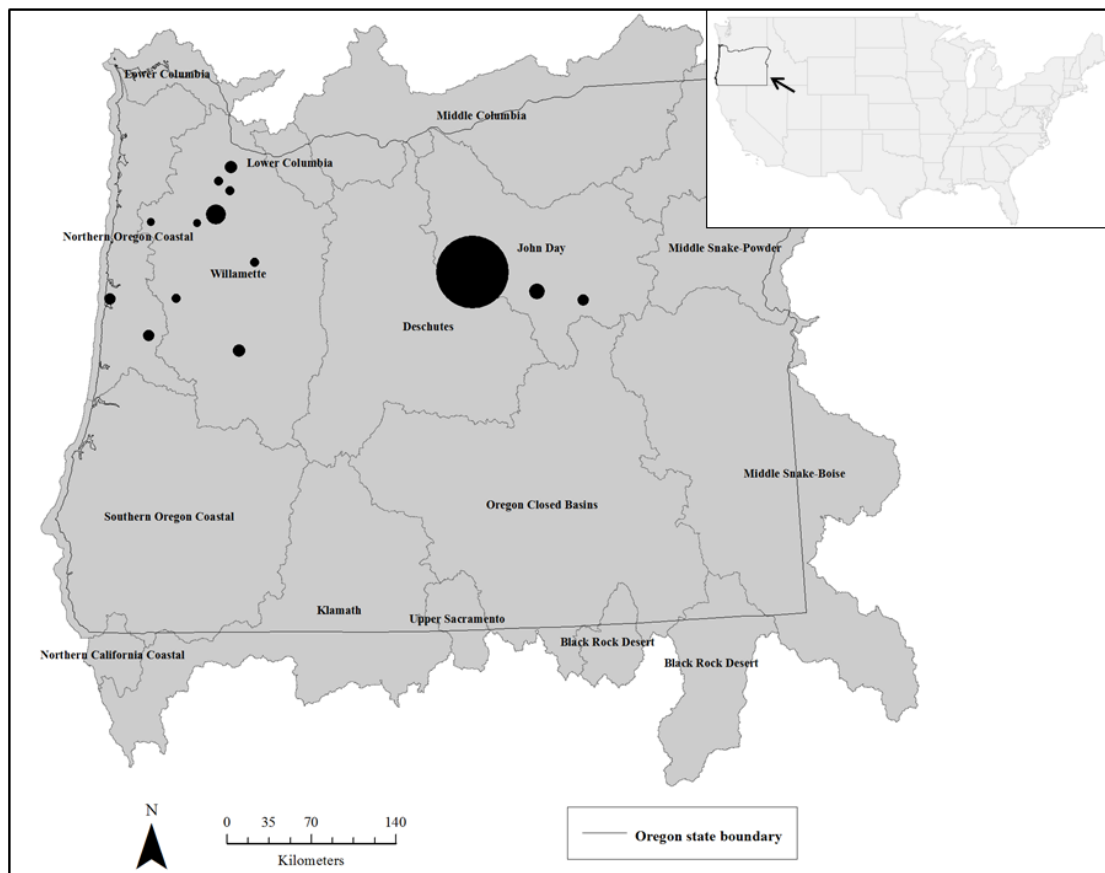 Lower Columbia
Middle Columbia
Lower Columbia
Northern Oregon Coastal
John Day
Middle Snake-Powder
Willamette
Deschutes
Middle Snake-Boise
Oregon Closed Basins
Southern Oregon Coastal
Klamath
Upper Sacramento
Black Rock Desert
Northern California Coastal
Black Rock Desert
N
0 35 70 140
Kilometers
Oregon state boundary